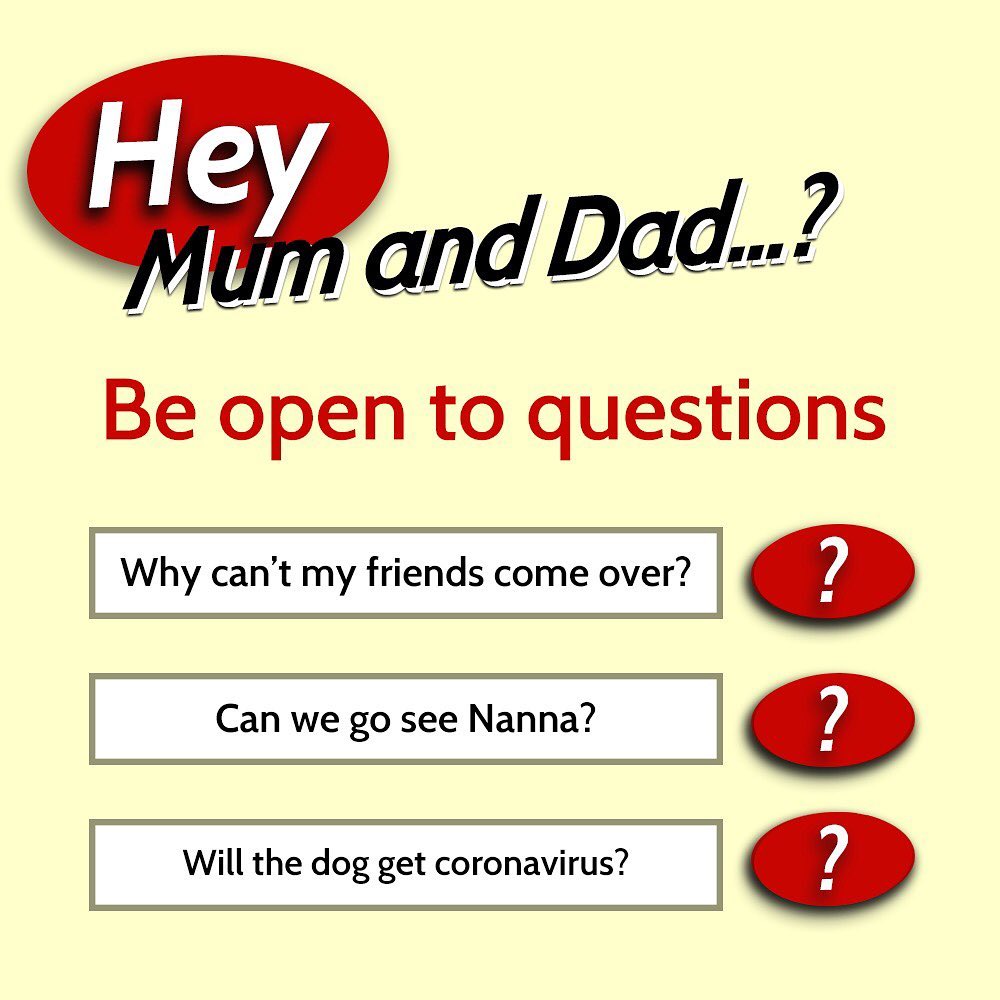 Hey
Mum and Dad...?
Be open to questions
Why can't my friends come over?
?
Can we go see Nanna?
?
Will the dog get coronavirus?
?